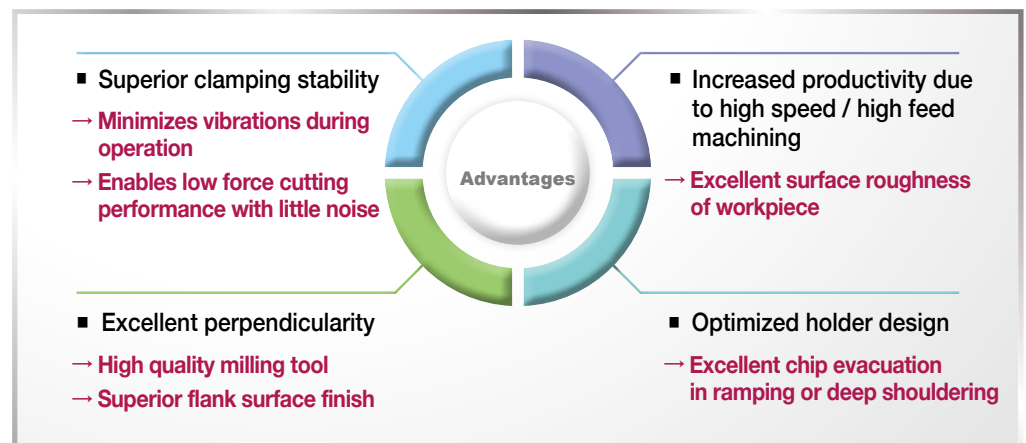 ■ Superior clamping stability
→ Minimizes vibrations during
operation
→ Enables low force cutting
performance with little noise
Advantages
■ Increased productivity due
to high speed / high feed
machining
→ Excellent surface roughness
of workpiece
■ Excellent perpendicularity
→ High quality milling tool
→ Superior flank surface finish
■ Optimized holder design
→ Excellent chip evacuation
in ramping or deep shouldering